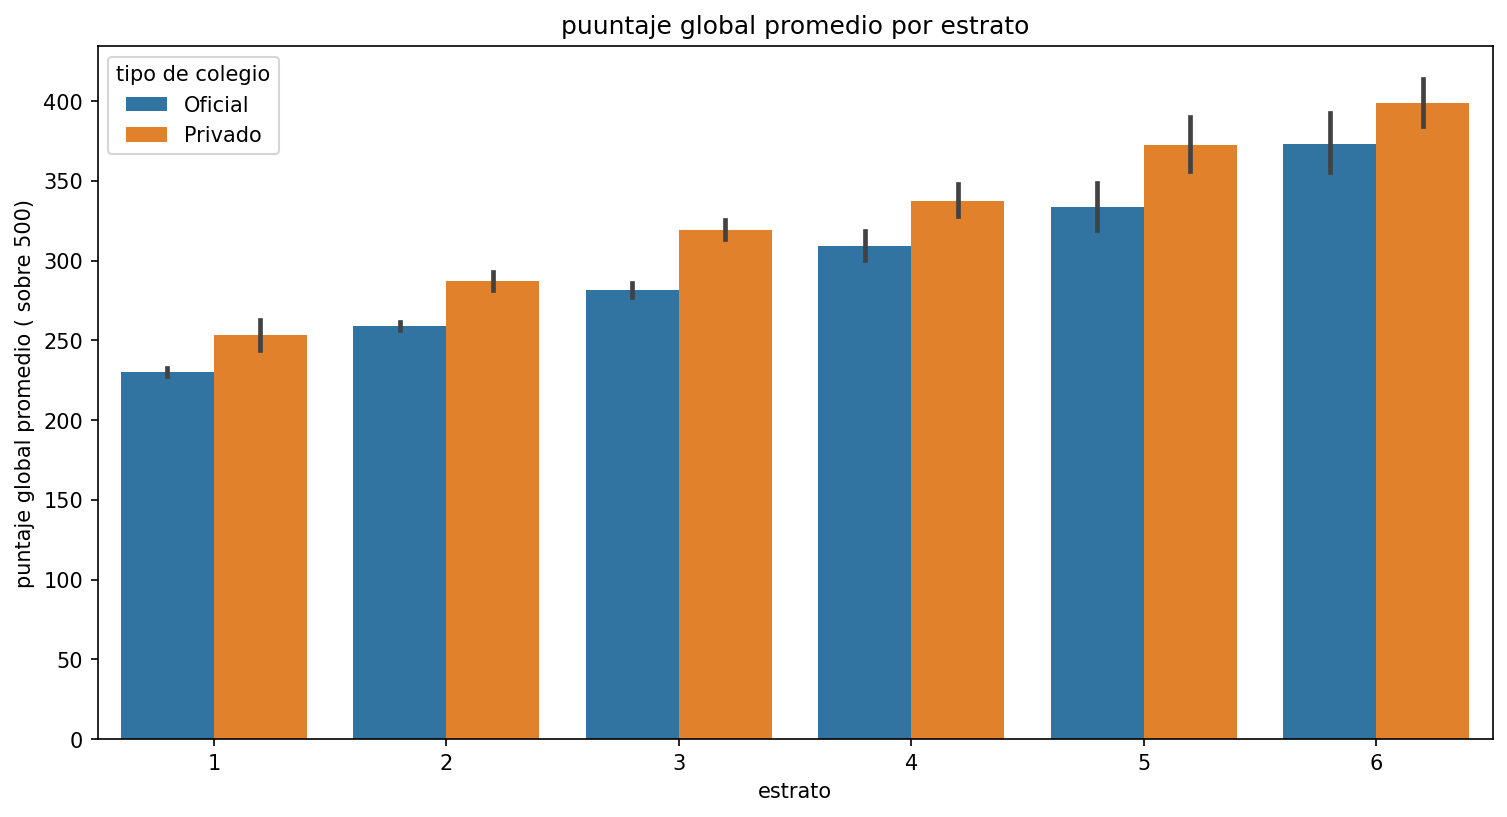 puuntaje global promedio por estrato
tipo de colegio
Oficial
Privado
puntaje global promedio ( sobre 500)
400
350
300
250
200
150
100
50
0
1 2 3 4 5 6
estrato